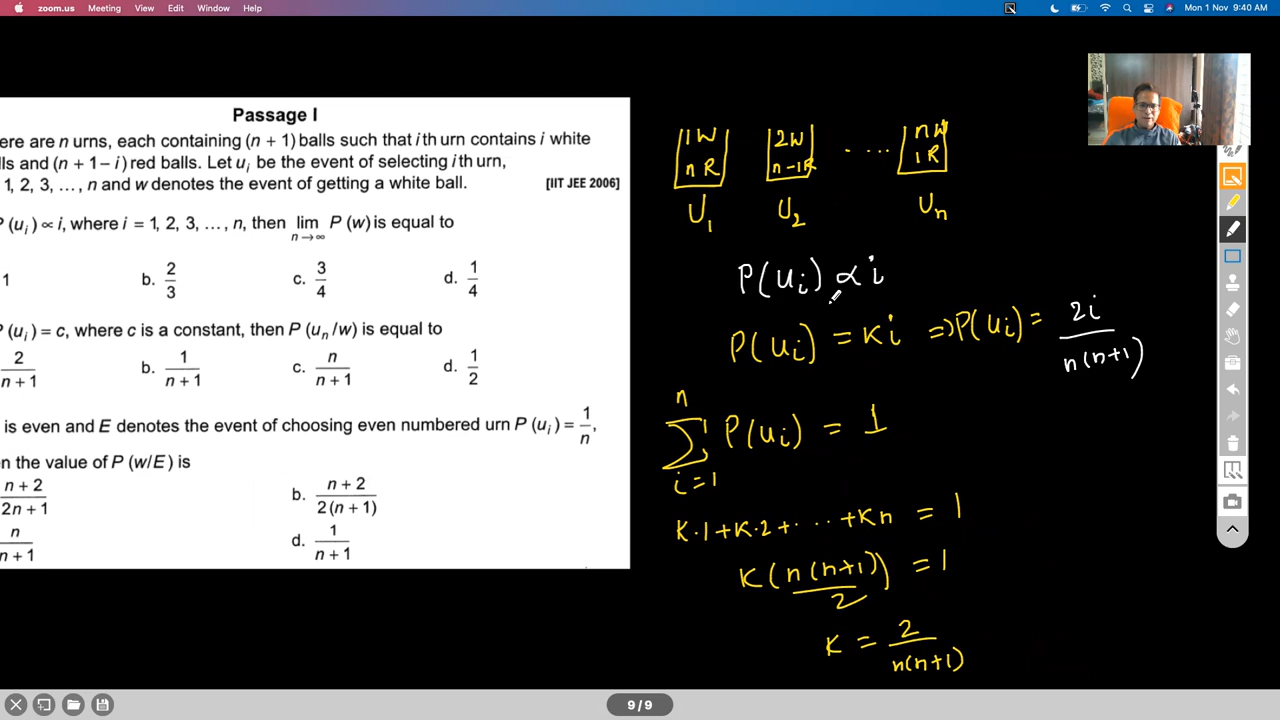 zoom.us Meeting View Edit Window Help Mon 1 Nov 9:40 AM
Passage I
ere are n urns, each containing (n + 1) balls such that i th urn contains i white
lls and (n + 1 – i) red balls. Let uᵢ be the event of selecting i th urn,
1, 2, 3, …, n and w denotes the event of getting a white ball. [IIT JEE 2006]
P (uᵢ) ∝ i, where i = 1, 2, 3, …, n, then lim n→∞ P (w) is equal to
1 b. 2/3 c. 3/4 d. 1/4
P (uᵢ) = c, where c is a constant, then P (uₙ /w) is equal to
2/n + 1 b. 1/n + 1 c. n/n + 1 d. 1/2
is even and E denotes the event of choosing even numbered urn P (uᵢ) = 1/n,
n the value of P (w/E) is
n + 2/2n + 1 b. n + 2/2 (n + 1)
n/n + 1 d. 1/n + 1
1W 2W ..... nW
nR n-1R 1R
U₁ U₂ Uₙ
P(uᵢ) ∝ i
P(uᵢ) = Ki ⇒ P(uᵢ) = 2i/n(n+1)
n∑i=1 P(uᵢ) = 1
K·1+K·2+.....+Kn = 1
K(n(n+1)/2) = 1
K = 2/n(n+1)
9 / 9